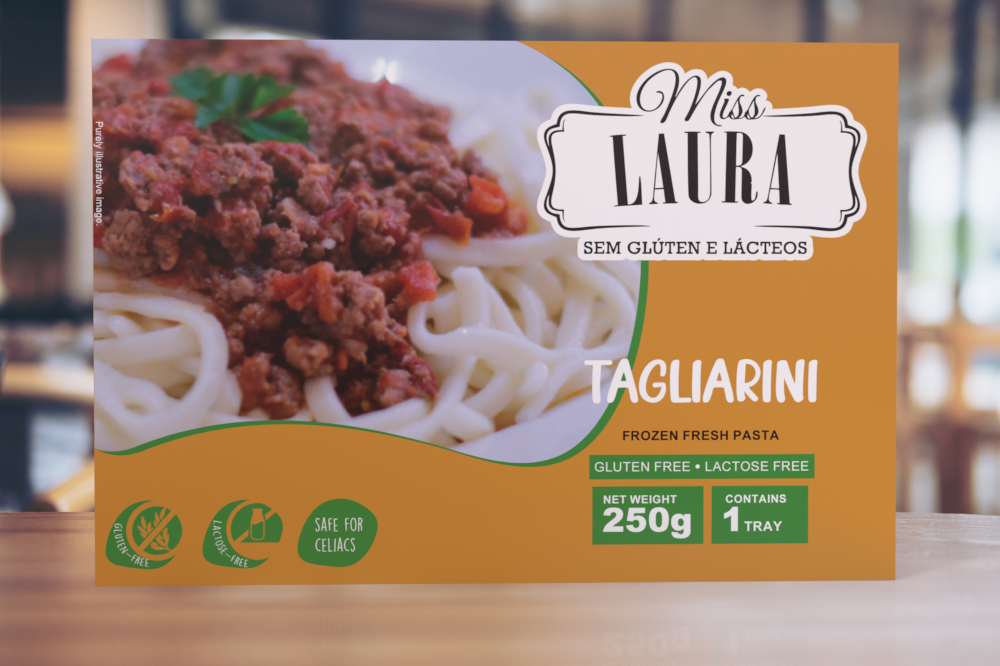 Purely illustrative image.
Miss
LAURA
SEM GLÚTEN E LÁCTEOS
TAGLIARINI
FROZEN FRESH PASTA
GLUTEN FREE • LACTOSE FREE
NET WEIGHT
250g
CONTAINS
1 TRAY
GLUTEN-FREE
LACTOSE-FREE
SAFE FOR
CELIACS